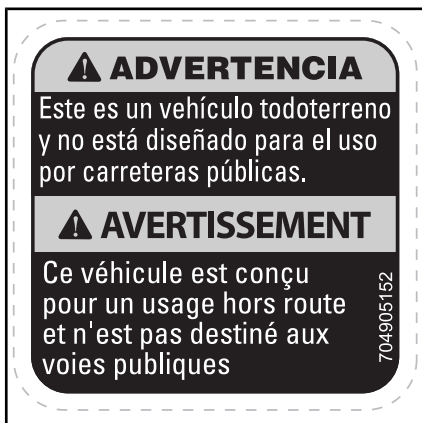 ADVERTENCIA
Este es un vehículo todoterreno
y no está diseñado para el uso
por carreteras públicas.
AVERTISSEMENT
Ce véhicule est conçu
pour un usage hors route
et n'est pas destiné aux
voies publiques
704905152